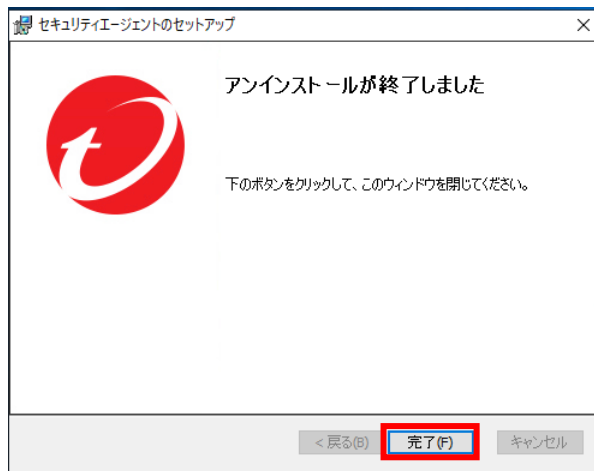 セキュリティエージェントのセットアップ
アンインストールが終了しました
下のボタンをクリックして、このウィンドウを閉じてください。
< 戻る(B) 完了(F) キャンセル